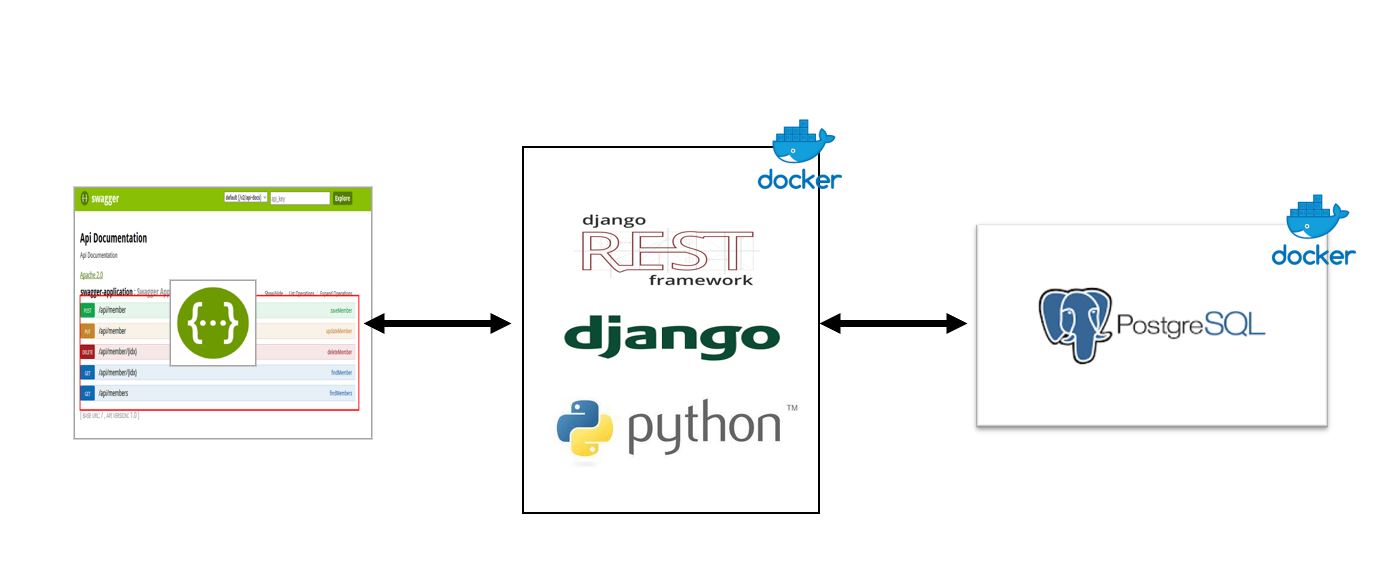 swagger
default (/v2/api-docs)
api_key
Explore
Api Documentation
Api Documentation
Apache 2.0
swagger-application : Swagger App
Show/Hide
List Operations
Expand Operations
POST /api/member saveMember
PUT /api/member updateMember
DELETE /api/member/{idx} deleteMember
GET /api/member/{idx} findMember
GET /api/members findMembers
[ BASE URL: / , API VERSION: 1.0 ]
{...}
docker
django
REST
framework
django
python TM
docker
PostgreSQL